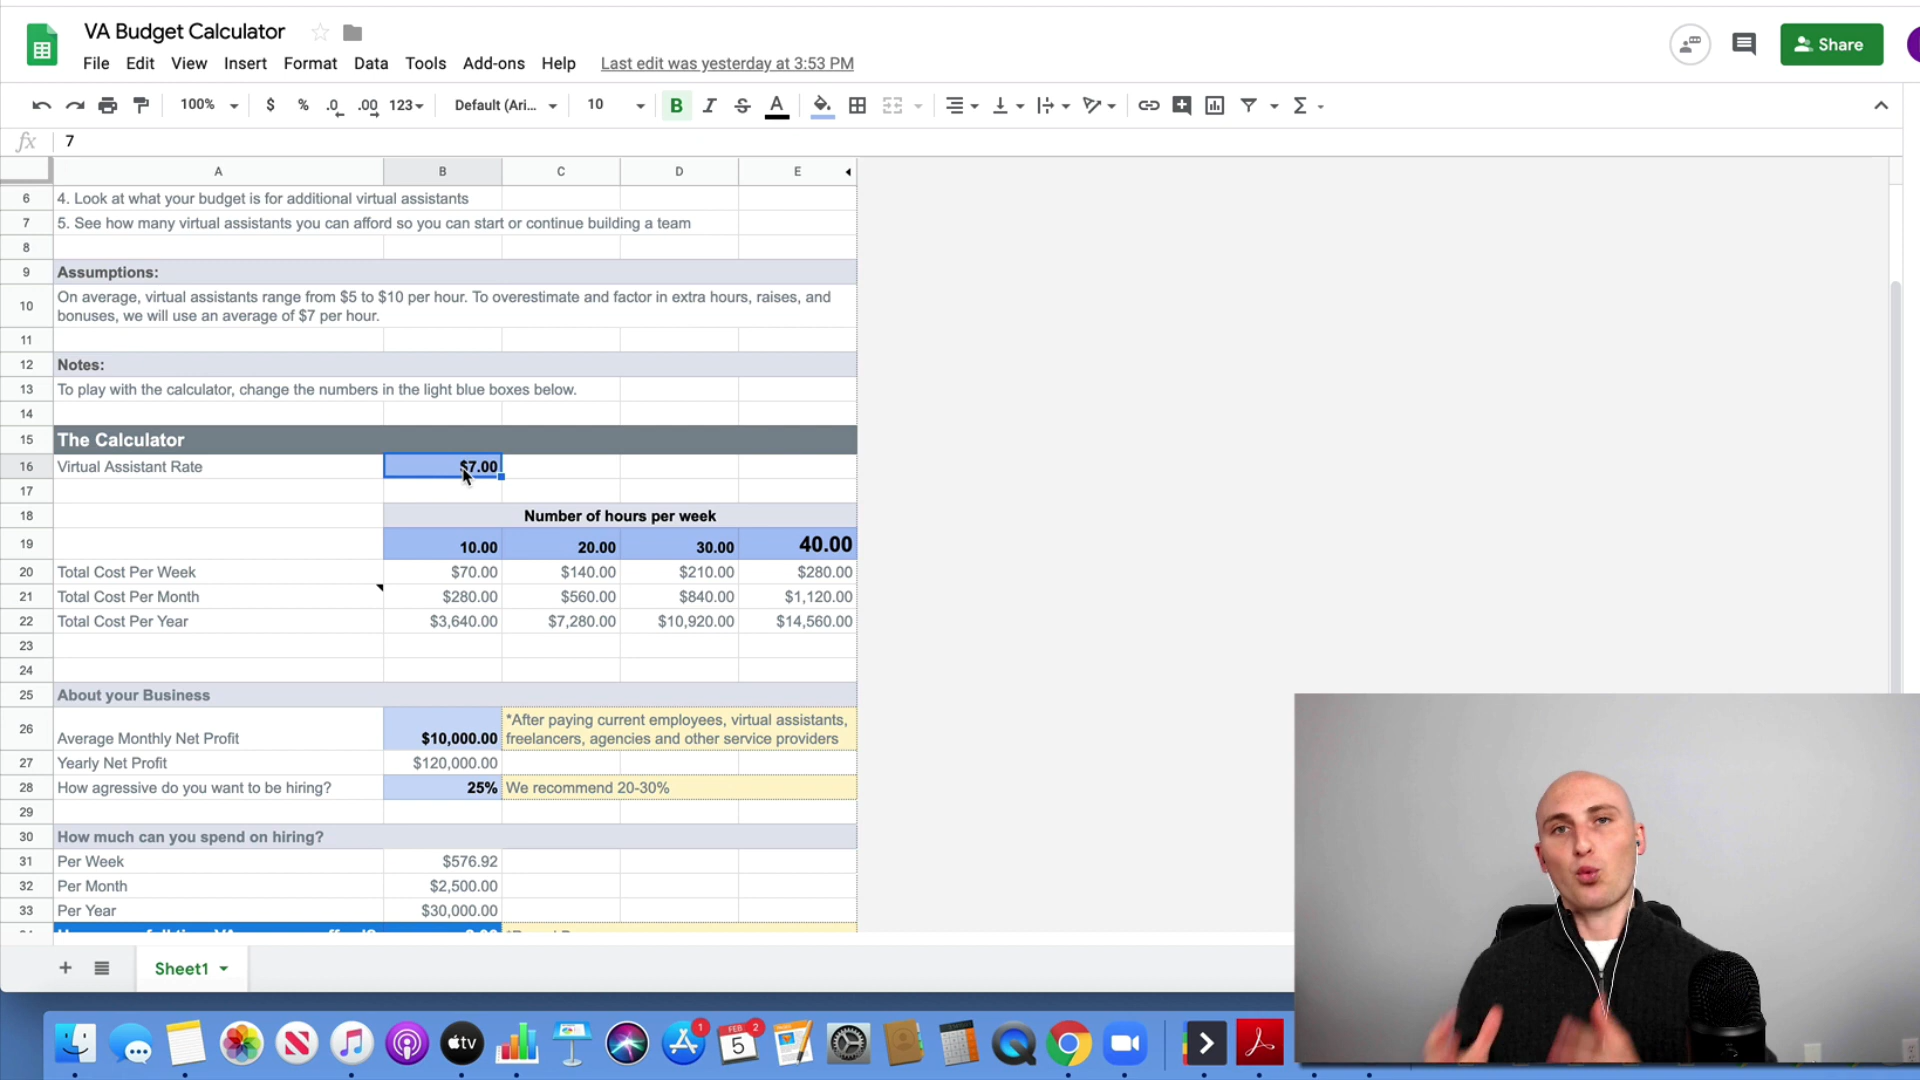 VA Budget Calculator
File Edit View Insert Format Data Tools Add-ons Help Last edit was yesterday at 3:53 PM
Share
100% $ % .0 .00 123 Default (Ari... 10 B I S A Σ
fx 7
A B C D E
6 4. Look at what your budget is for additional virtual assistants
7 5. See how many virtual assistants you can afford so you can start or continue building a team
8
9 Assumptions:
10 On average, virtual assistants range from $5 to $10 per hour. To overestimate and factor in extra hours, raises, and
bonuses, we will use an average of $7 per hour.
11
12 Notes:
13 To play with the calculator, change the numbers in the light blue boxes below.
14
15 The Calculator
16 Virtual Assistant Rate $7.00
17
18 Number of hours per week
19 10.00 20.00 30.00 40.00
20 Total Cost Per Week $70.00 $140.00 $210.00 $280.00
21 Total Cost Per Month $280.00 $560.00 $840.00 $1,120.00
22 Total Cost Per Year $3,640.00 $7,280.00 $10,920.00 $14,560.00
23
24
25 About your Business
26 Average Monthly Net Profit $10,000.00 *After paying current employees, virtual assistants,
freelancers, agencies and other service providers
27 Yearly Net Profit $120,000.00
28 How agressive do you want to be hiring? 25% We recommend 20-30%
29
30 How much can you spend on hiring?
31 Per Week $576.92
32 Per Month $2,500.00
33 Per Year $30,000.00
Sheet1
tv 1 FEB 2
5